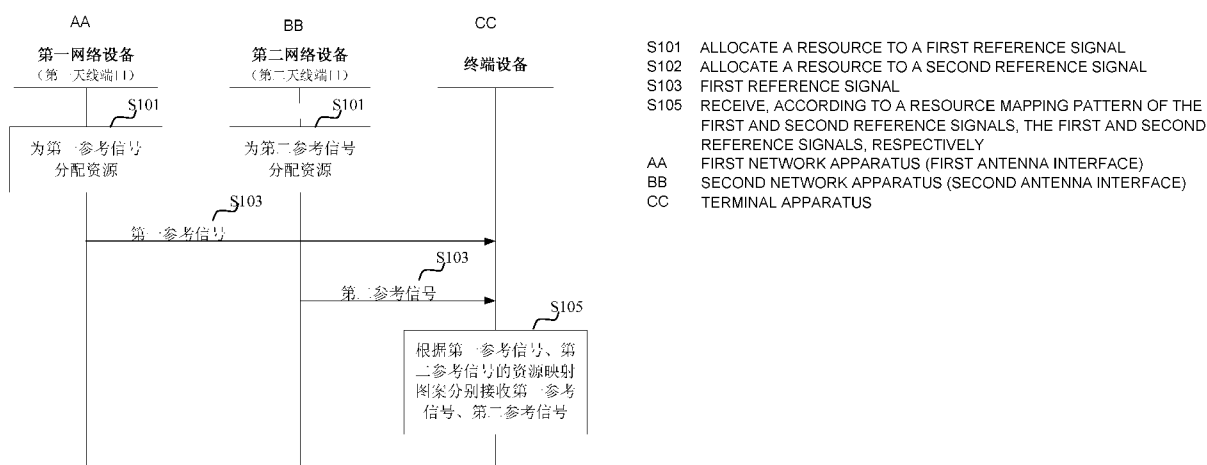 AA
BB
CC
第一网络设备
(第一天线端口)
第二网络设备
(第二天线端口)
终端设备
S101
S101
为第一参考信号
分配资源
为第二参考信号
分配资源
S103
第一参考信号
S103
第二参考信号
S105
根据第一参考信号、第
二参考信号的资源映射
图案分别接收第一参考
信号、第二参考信号
S101 ALLOCATE A RESOURCE TO A FIRST REFERENCE SIGNAL
S102 ALLOCATE A RESOURCE TO A SECOND REFERENCE SIGNAL
S103 FIRST REFERENCE SIGNAL
S105 RECEIVE, ACCORDING TO A RESOURCE MAPPING PATTERN OF THE
FIRST AND SECOND REFERENCE SIGNALS, THE FIRST AND SECOND
REFERENCE SIGNALS, RESPECTIVELY
AA FIRST NETWORK APPARATUS (FIRST ANTENNA INTERFACE)
BB SECOND NETWORK APPARATUS (SECOND ANTENNA INTERFACE)
CC TERMINAL APPARATUS